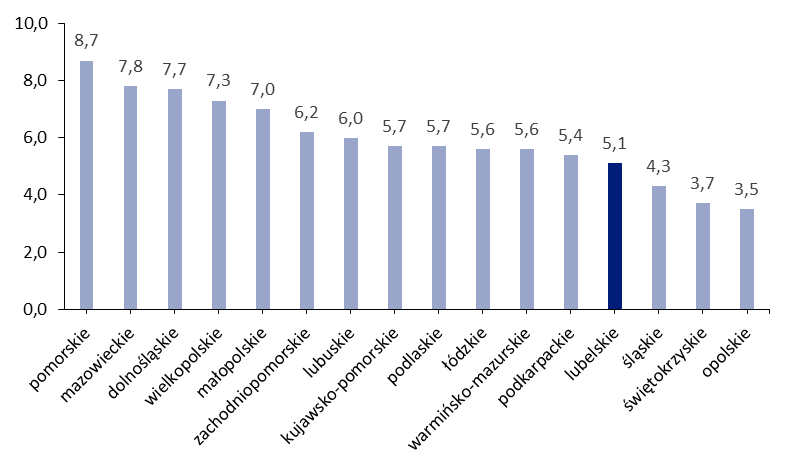 10,0
8,0
6,0
4,0
2,0
0,0
8,7
7,8
7,7
7,3
7,0
6,2
6,0
5,7
5,7
5,6
5,6
5,4
5,1
4,3
3,7
3,5
pomorskie
mazowieckie
dolnośląskie
wielkopolskie
małopolskie
zachodniopomorskie
lubuskie
kujawsko-pomorskie
podlaskie
łódzkie
warmińsko-mazurskie
podkarpackie
lubelskie
śląskie
świętokrzyskie
opolskie